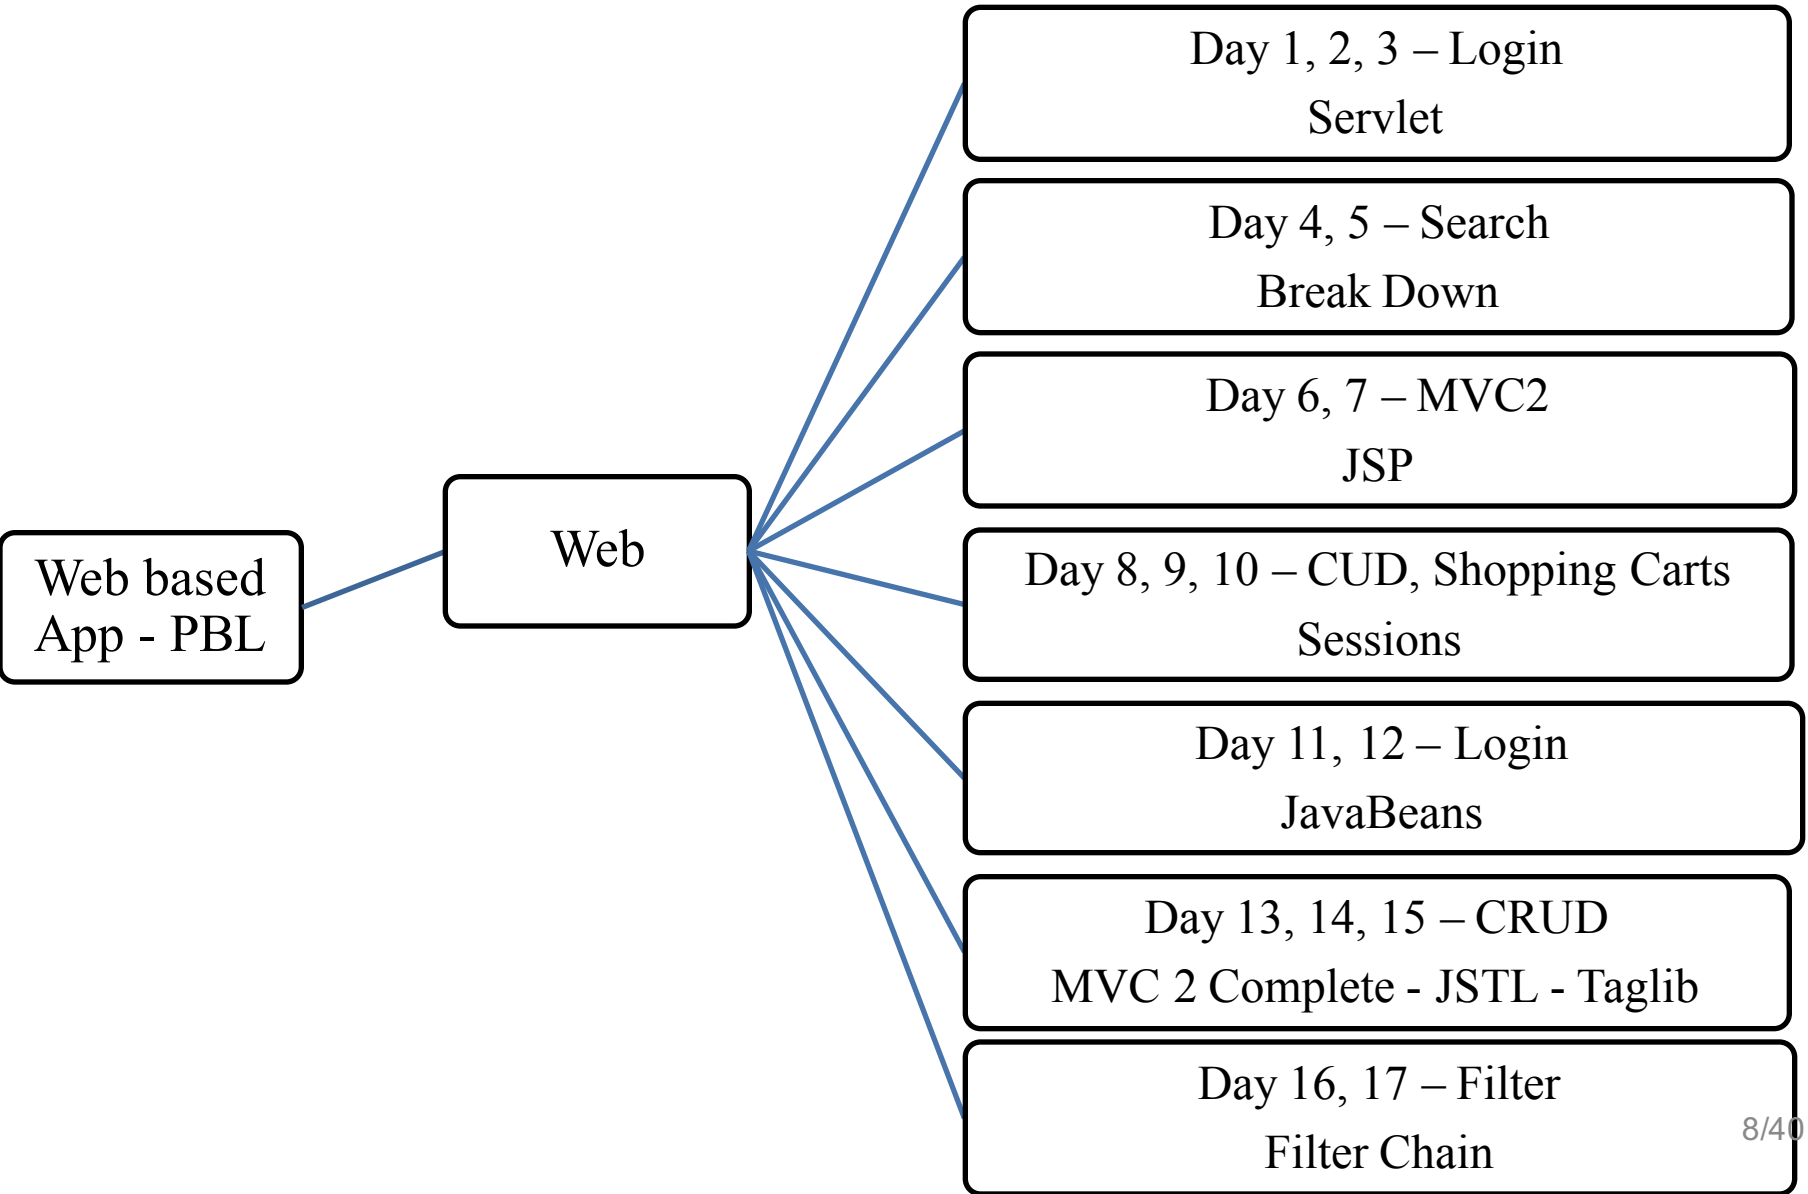 Web based
App - PBL
Web
Day 1, 2, 3 – Login
Servlet
Day 4, 5 – Search
Break Down
Day 6, 7 – MVC2
JSP
Day 8, 9, 10 – CUD, Shopping Carts
Sessions
Day 11, 12 – Login
JavaBeans
Day 13, 14, 15 – CRUD
MVC 2 Complete - JSTL - Taglib
Day 16, 17 – Filter
Filter Chain
8/40